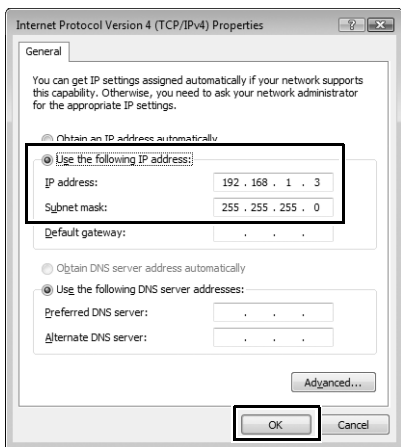 Internet Protocol Version 4 (TCP/IPv4) Properties
General
You can get IP settings assigned automatically if your network supports
this capability. Otherwise, you need to ask your network administrator
for the appropriate IP settings.
Obtain an IP address automatically
Use the following IP address:
IP address: 192 . 168 . 1 . 3
Subnet mask: 255 . 255 . 255 . 0
Default gateway: . . .
Obtain DNS server address automatically
Use the following DNS server addresses:
Preferred DNS server: . . .
Alternate DNS server: . . .
Advanced...
OK Cancel